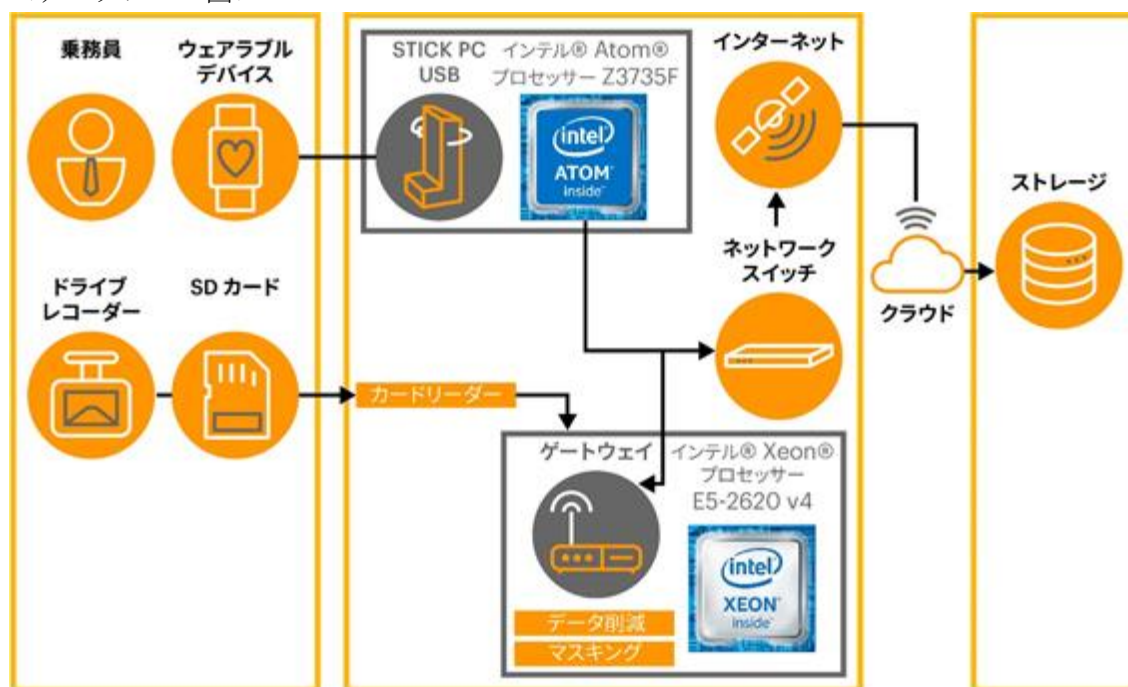 乗務員
ウェアラブル
デバイス
STICK PC
USB
インテル® Atom®
プロセッサー Z3735F
intel
ATOM™
inside™
インターネット
ストレージ
ドライブ
レコーダー
SD カード
ネットワーク
スイッチ
クラウド
カードリーダー
ゲートウェイ
インテル® Xeon®
プロセッサー
E5-2620 v4
intel
XEON™
inside™
データ削減
マスキング